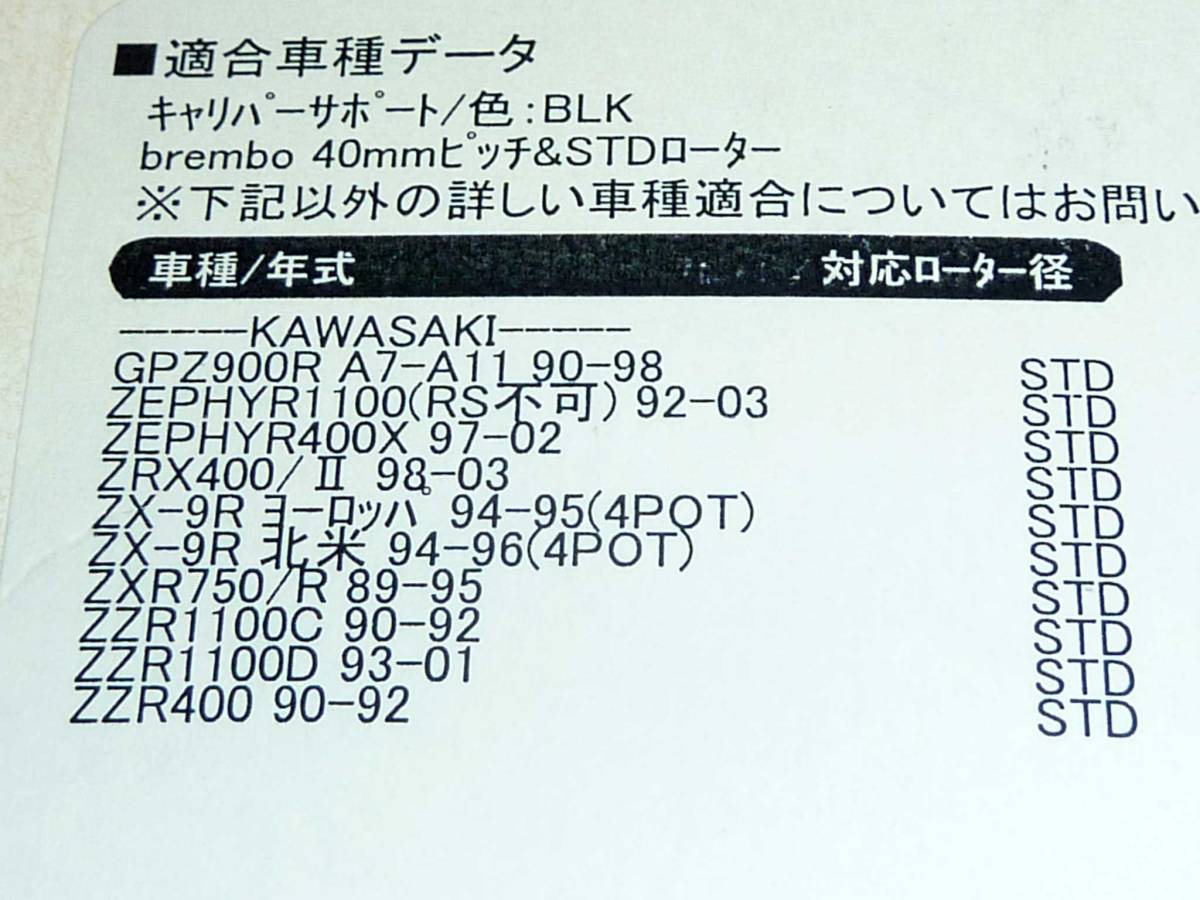 ■適合車種データ
キャリパーサポート/色:BLK
brembo 40mmピッチ&STDローター
※下記以外の詳しい車種適合についてはお問い
車種/年式 対応ローター径
-----KAWASAKI-----
GPZ900R A7-A11 90-98 STD
ZEPHYR1100(RS不可) 92-03 STD
ZEPHYR400X 97-02 STD
ZRX400/Ⅱ 98-03 STD
ZX-9R ヨーロッパ 94-95(4POT) STD
ZX-9R 北米 94-96(4POT) STD
ZXR750/R 89-95 STD
ZZR1100C 90-92 STD
ZZR1100D 93-01 STD
ZZR400 90-92 STD